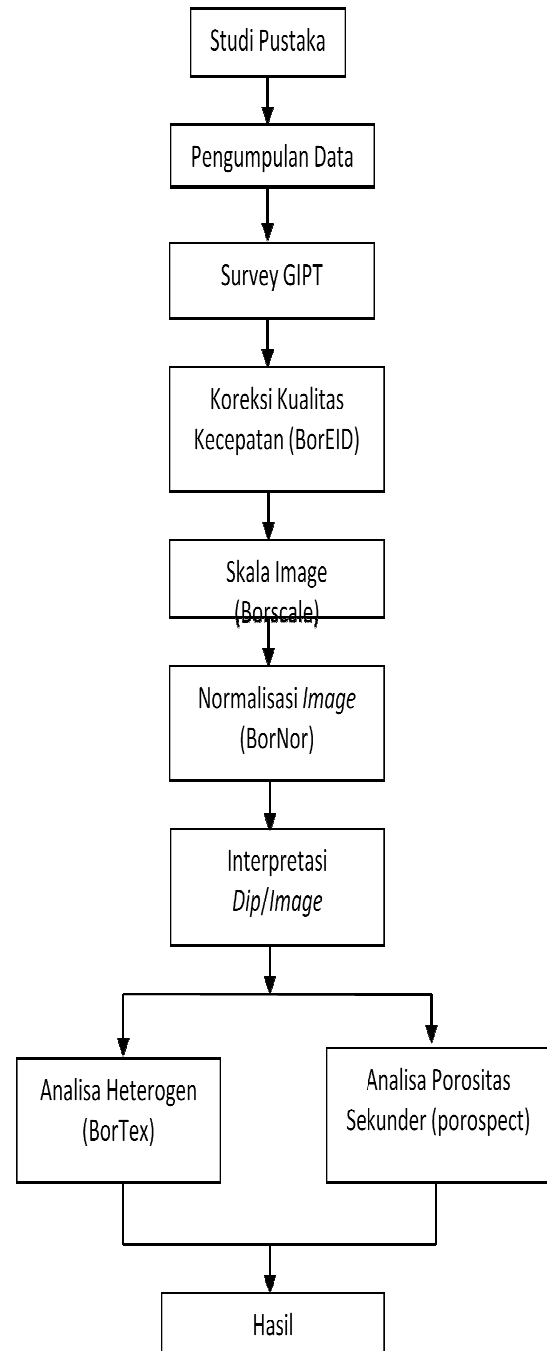 Studi Pustaka
Pengumpulan Data
Survey GIPT
Koreksi Kualitas
Kecepatan (BorEID)
Skala Image
(Borscale)
Normalisasi Image
(BorNor)
Interpretasi
Dip/Image
Analisa Heterogen
(BorTex)
Analisa Porositas
Sekunder (porospect)
Hasil